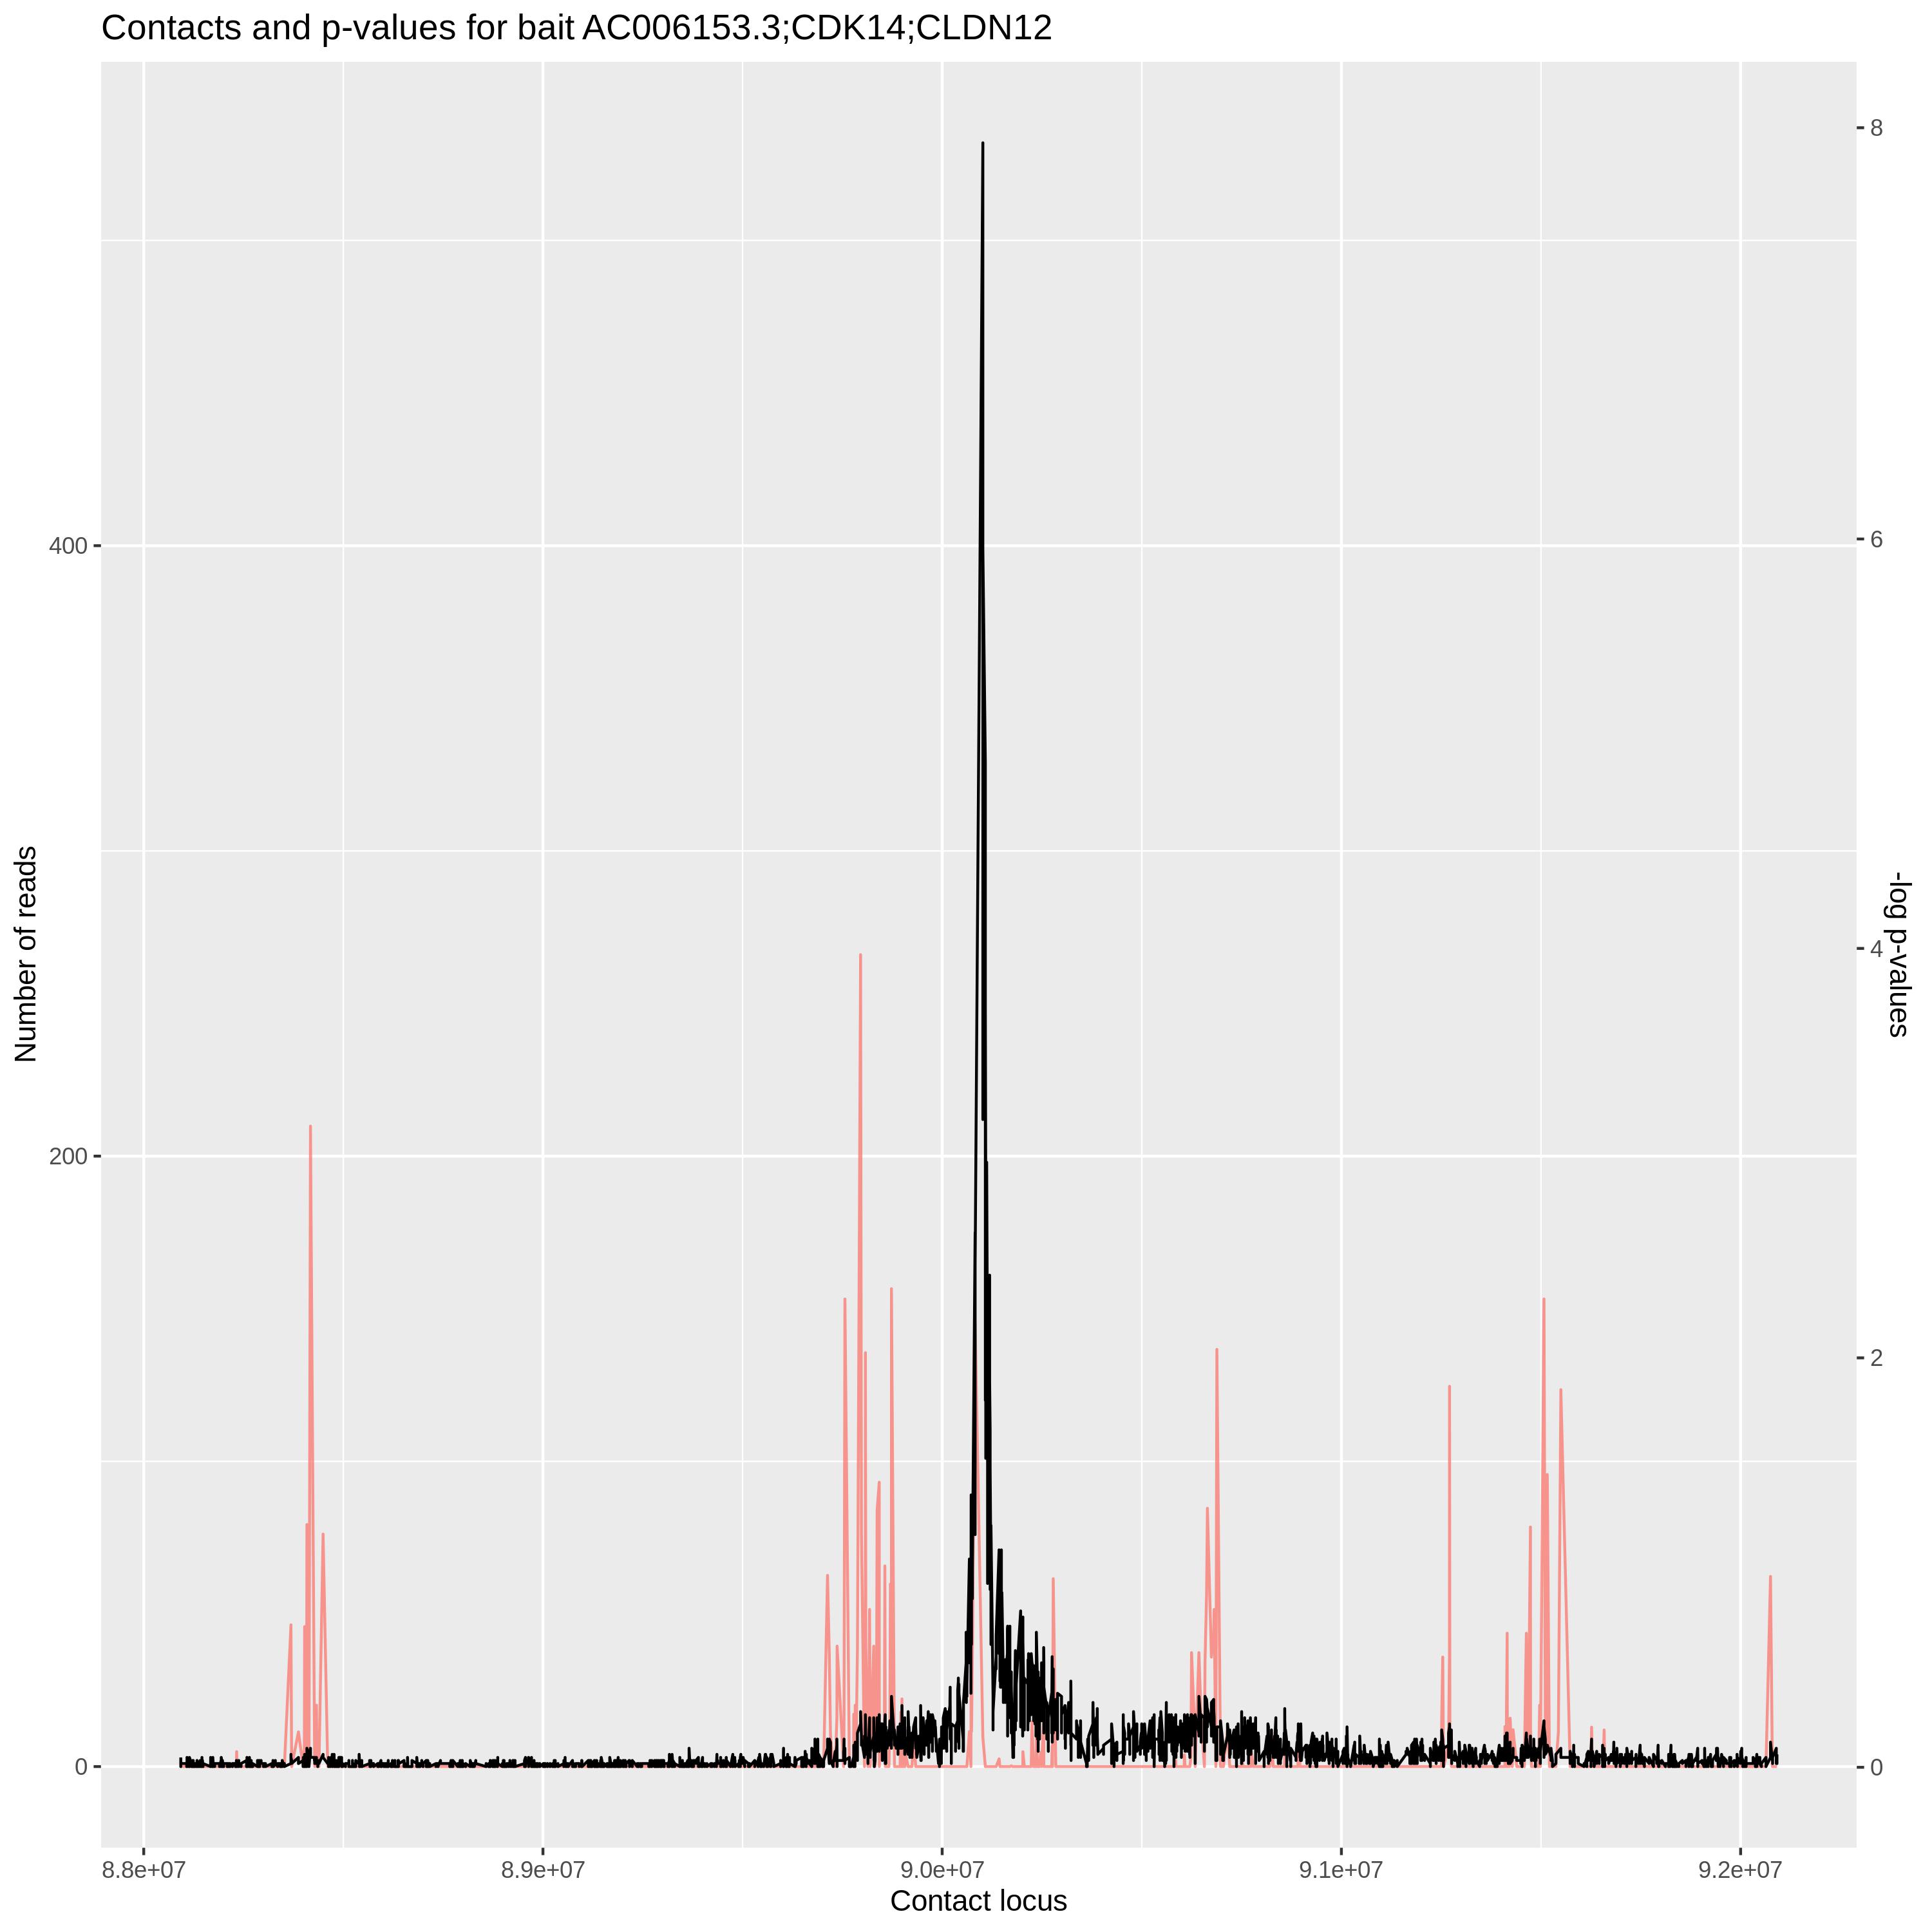 Contacts and p-values for bait AC006153.3;CDK14;CLDN12
Number of reads
400
200
0
8
6
4
2
0
-log p-values
8.8e+07
8.9e+07
9.0e+07
9.1e+07
9.2e+07
Contact locus